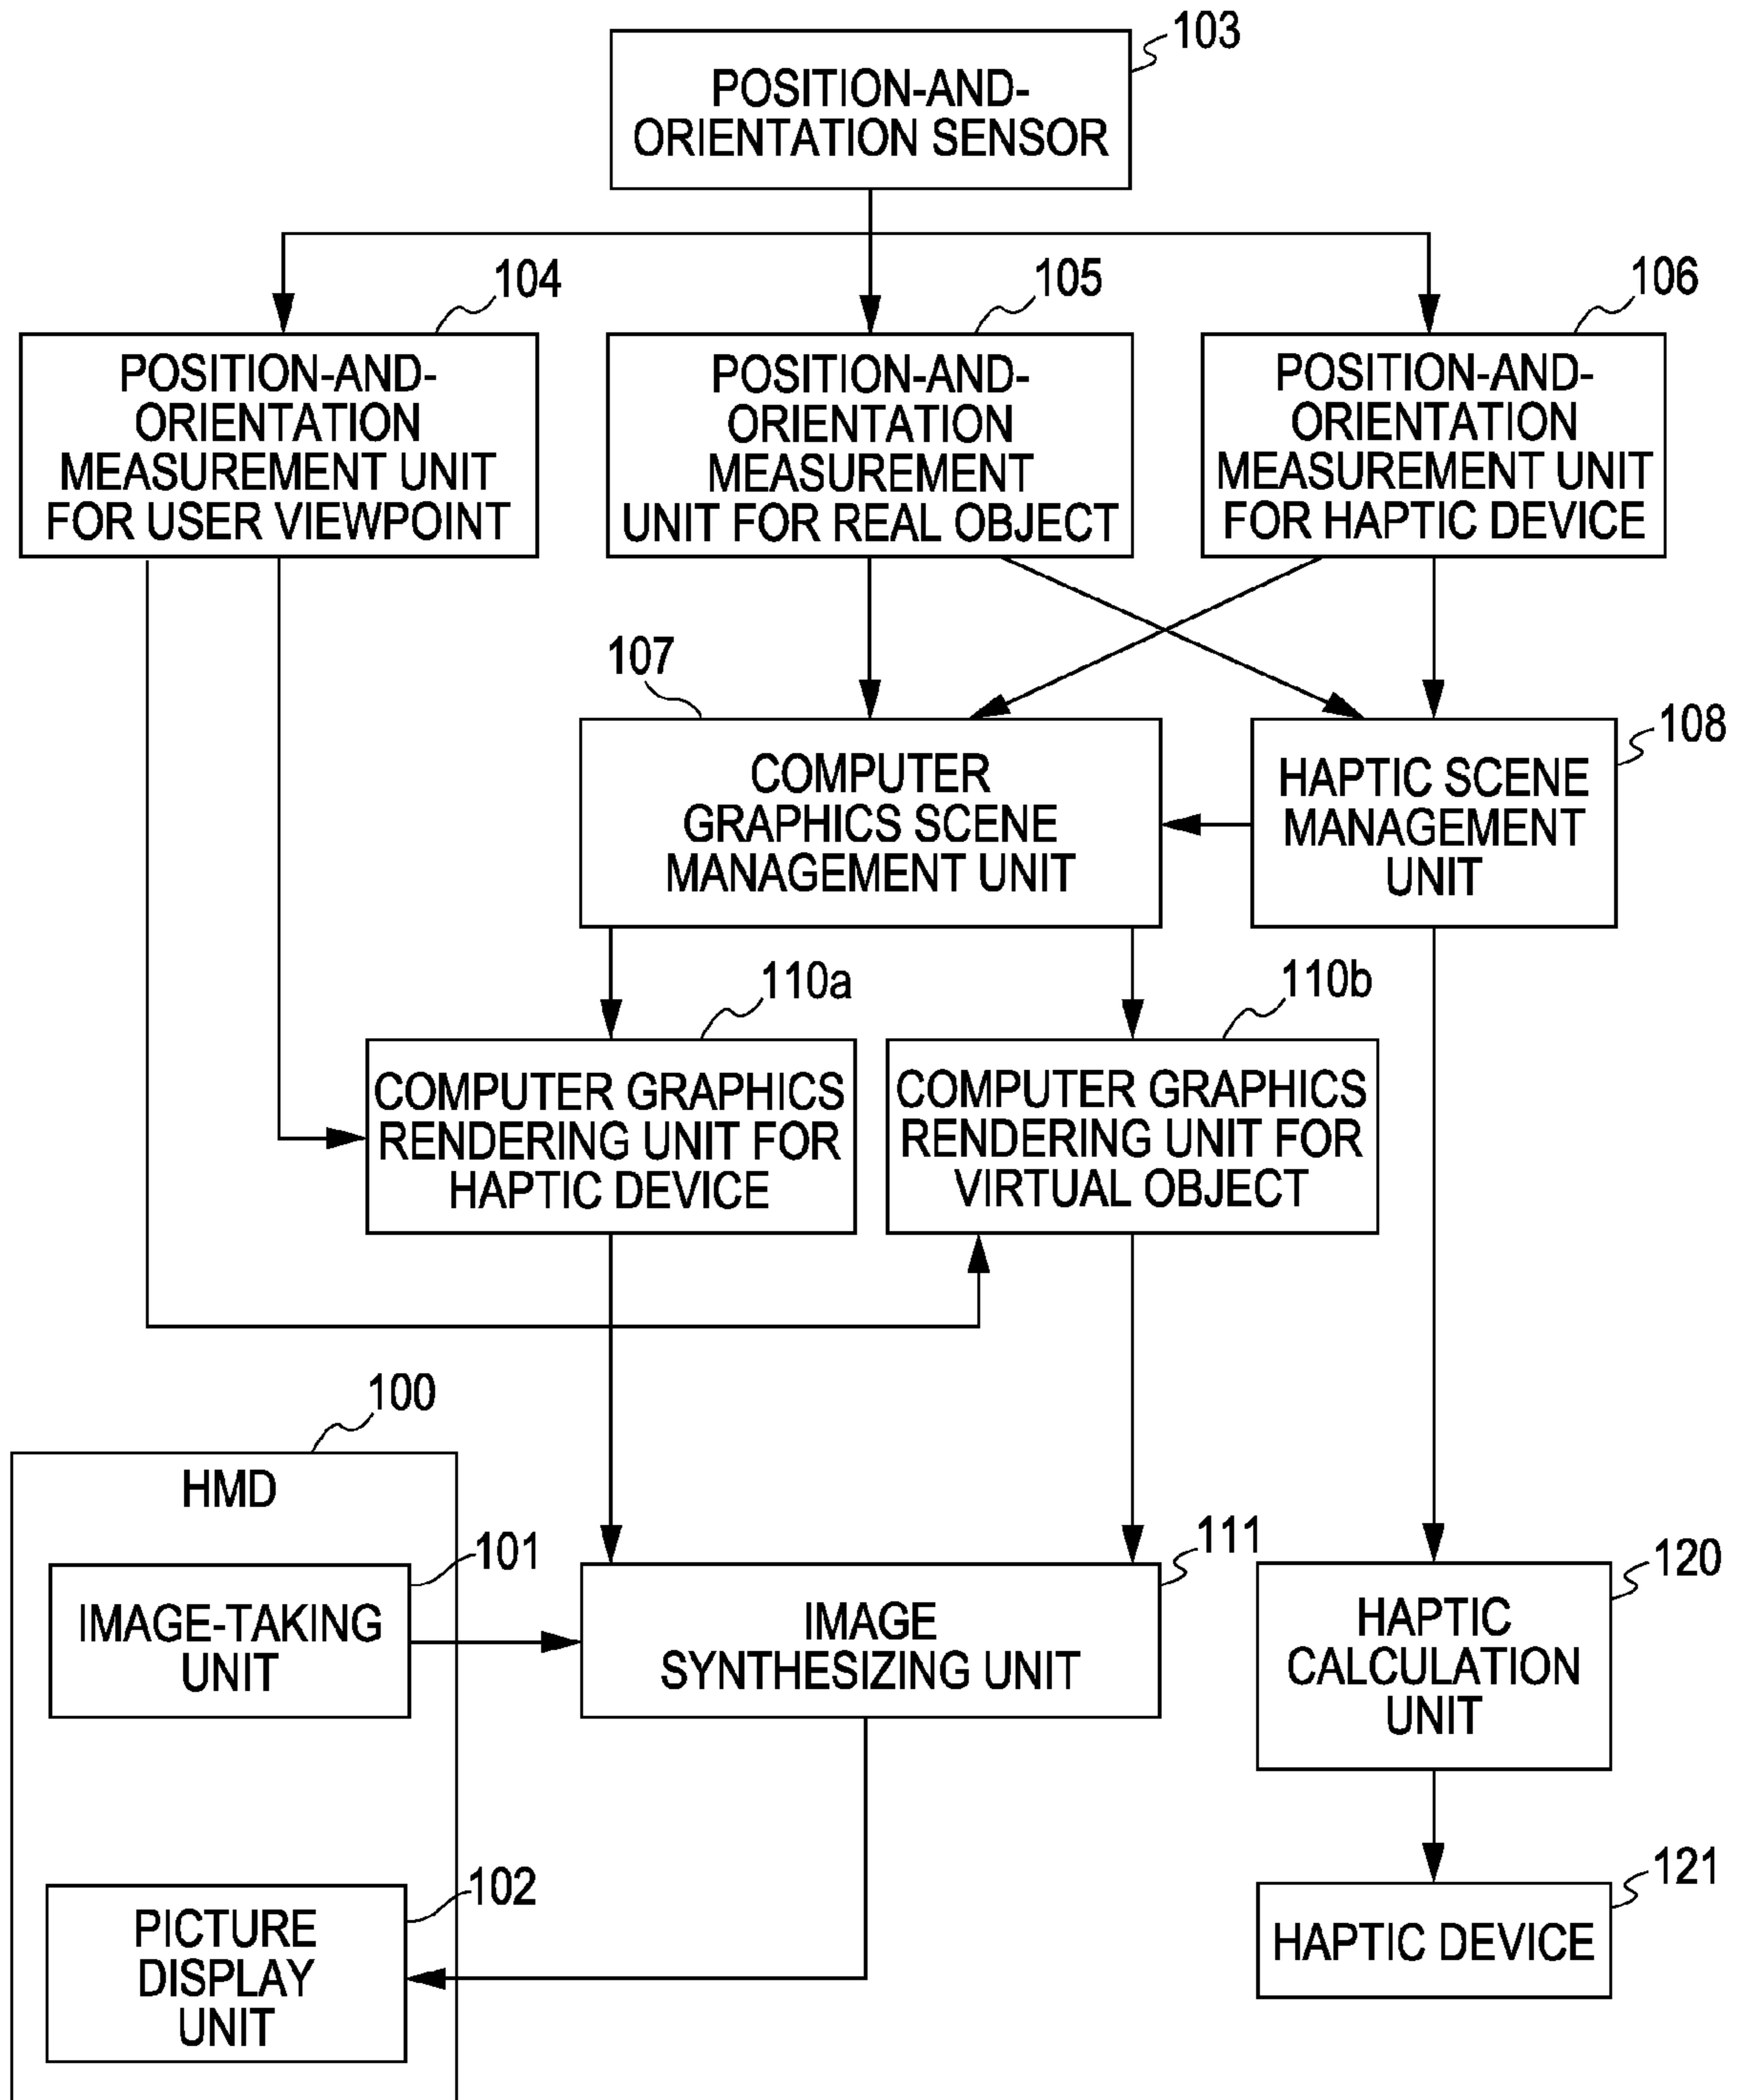 103
POSITION-AND-
ORIENTATION SENSOR
104
105
106
POSITION-AND-
ORIENTATION
MEASUREMENT UNIT
FOR USER VIEWPOINT
POSITION-AND-
ORIENTATION
MEASUREMENT
UNIT FOR REAL OBJECT
POSITION-AND-
ORIENTATION
MEASUREMENT UNIT
FOR HAPTIC DEVICE
107
108
COMPUTER
GRAPHICS SCENE
MANAGEMENT UNIT
HAPTIC SCENE
MANAGEMENT
UNIT
110a
110b
COMPUTER GRAPHICS
RENDERING UNIT FOR
HAPTIC DEVICE
COMPUTER GRAPHICS
RENDERING UNIT FOR
VIRTUAL OBJECT
100
HMD
101
IMAGE-TAKING
UNIT
111
IMAGE
SYNTHESIZING UNIT
120
HAPTIC
CALCULATION
UNIT
102
PICTURE
DISPLAY
UNIT
121
HAPTIC DEVICE